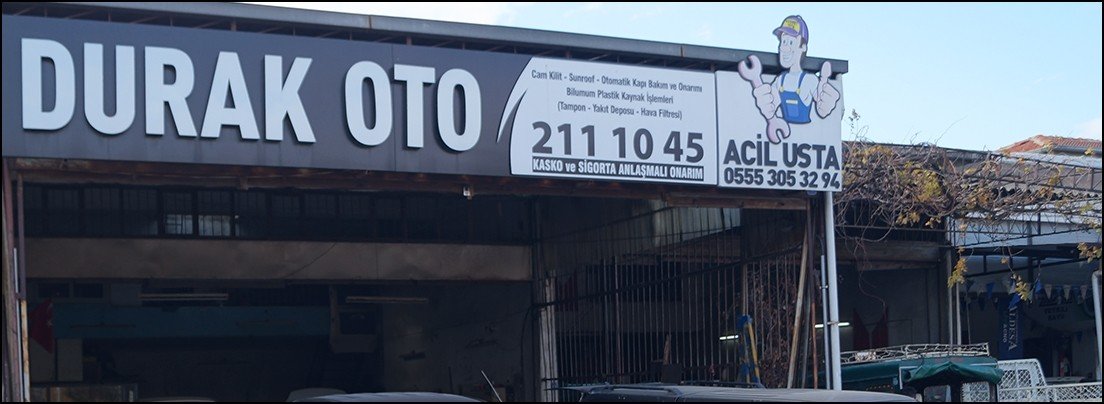 DURAK OTO
Cam Kilit - Sunroof - Otomatik Kapı Bakım ve Onarımı
Bilumum Plastik Kaynak İşlemleri
(Tampon - Yakıt Deposu - Hava Filtresi)
211 10 45
KASKO ve SİGORTA ANLAŞMALI ONARIM
ACİL USTA
0555 305 32 94